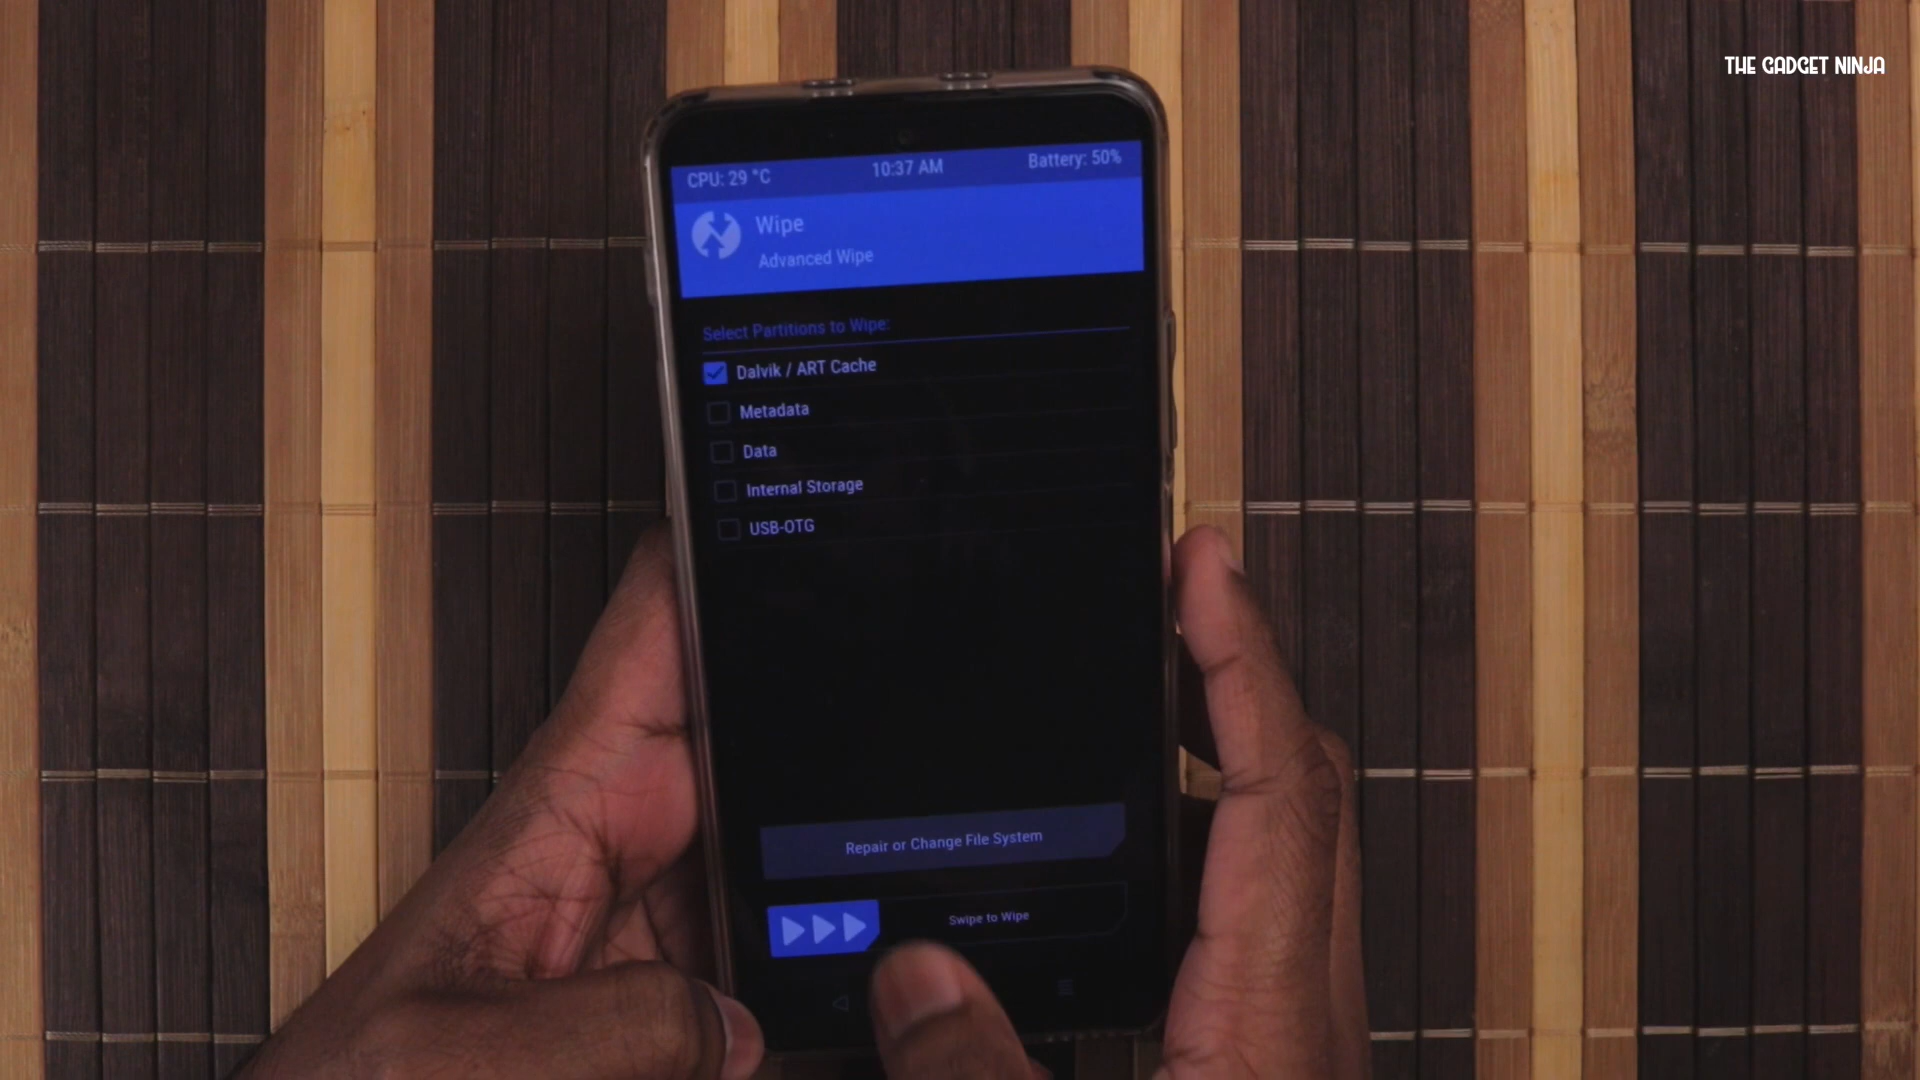 THE GADGET NINJA
CPU: 29 °C
10:37 AM
Battery: 50%
Wipe
Advanced Wipe
Select Partitions to Wipe:
Dalvik / ART Cache
Metadata
Data
Internal Storage
USB-OTG
Repair or Change File System
Swipe to Wipe